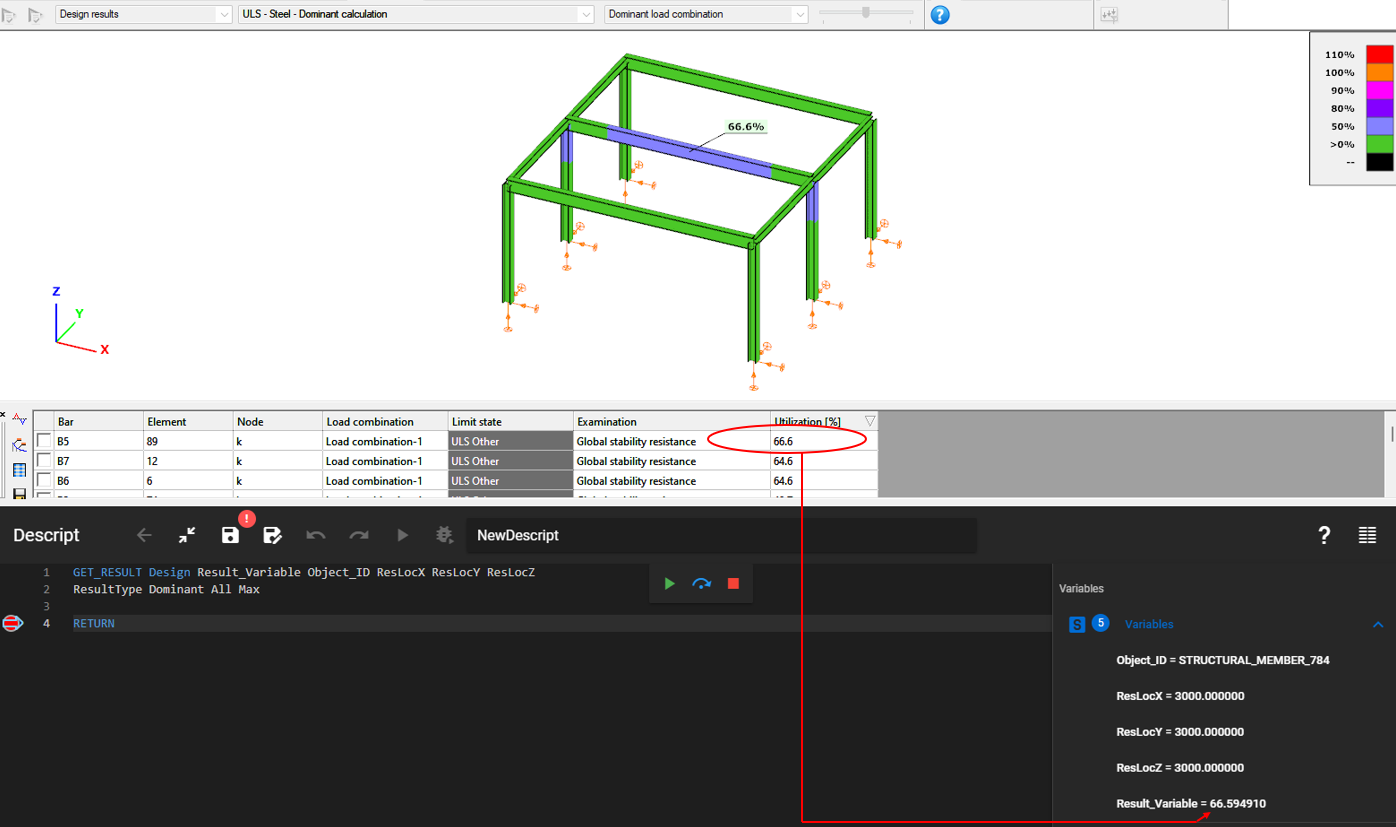 Design results ULS - Steel - Dominant calculation Dominant load combination ?
110%
100%
90%
80%
50%
>0%
--
66.6%
Z
Y
X
Bar Element Node Load combination Limit state Examination Utilization [%]
B5 89 k Load combination-1 ULS Other Global stability resistance 66.6
B7 12 k Load combination-1 ULS Other Global stability resistance 64.6
B6 6 k Load combination-1 ULS Other Global stability resistance 64.6
Descript ! NewDescript ?
1 GET_RESULT Design Result_Variable Object_ID ResLocX ResLocY ResLocZ
2 ResultType Dominant All Max
3
4 RETURN
Variables
S 5 Variables
Object_ID = STRUCTURAL_MEMBER_784
ResLocX = 3000.000000
ResLocY = 3000.000000
ResLocZ = 3000.000000
Result_Variable = 66.594910